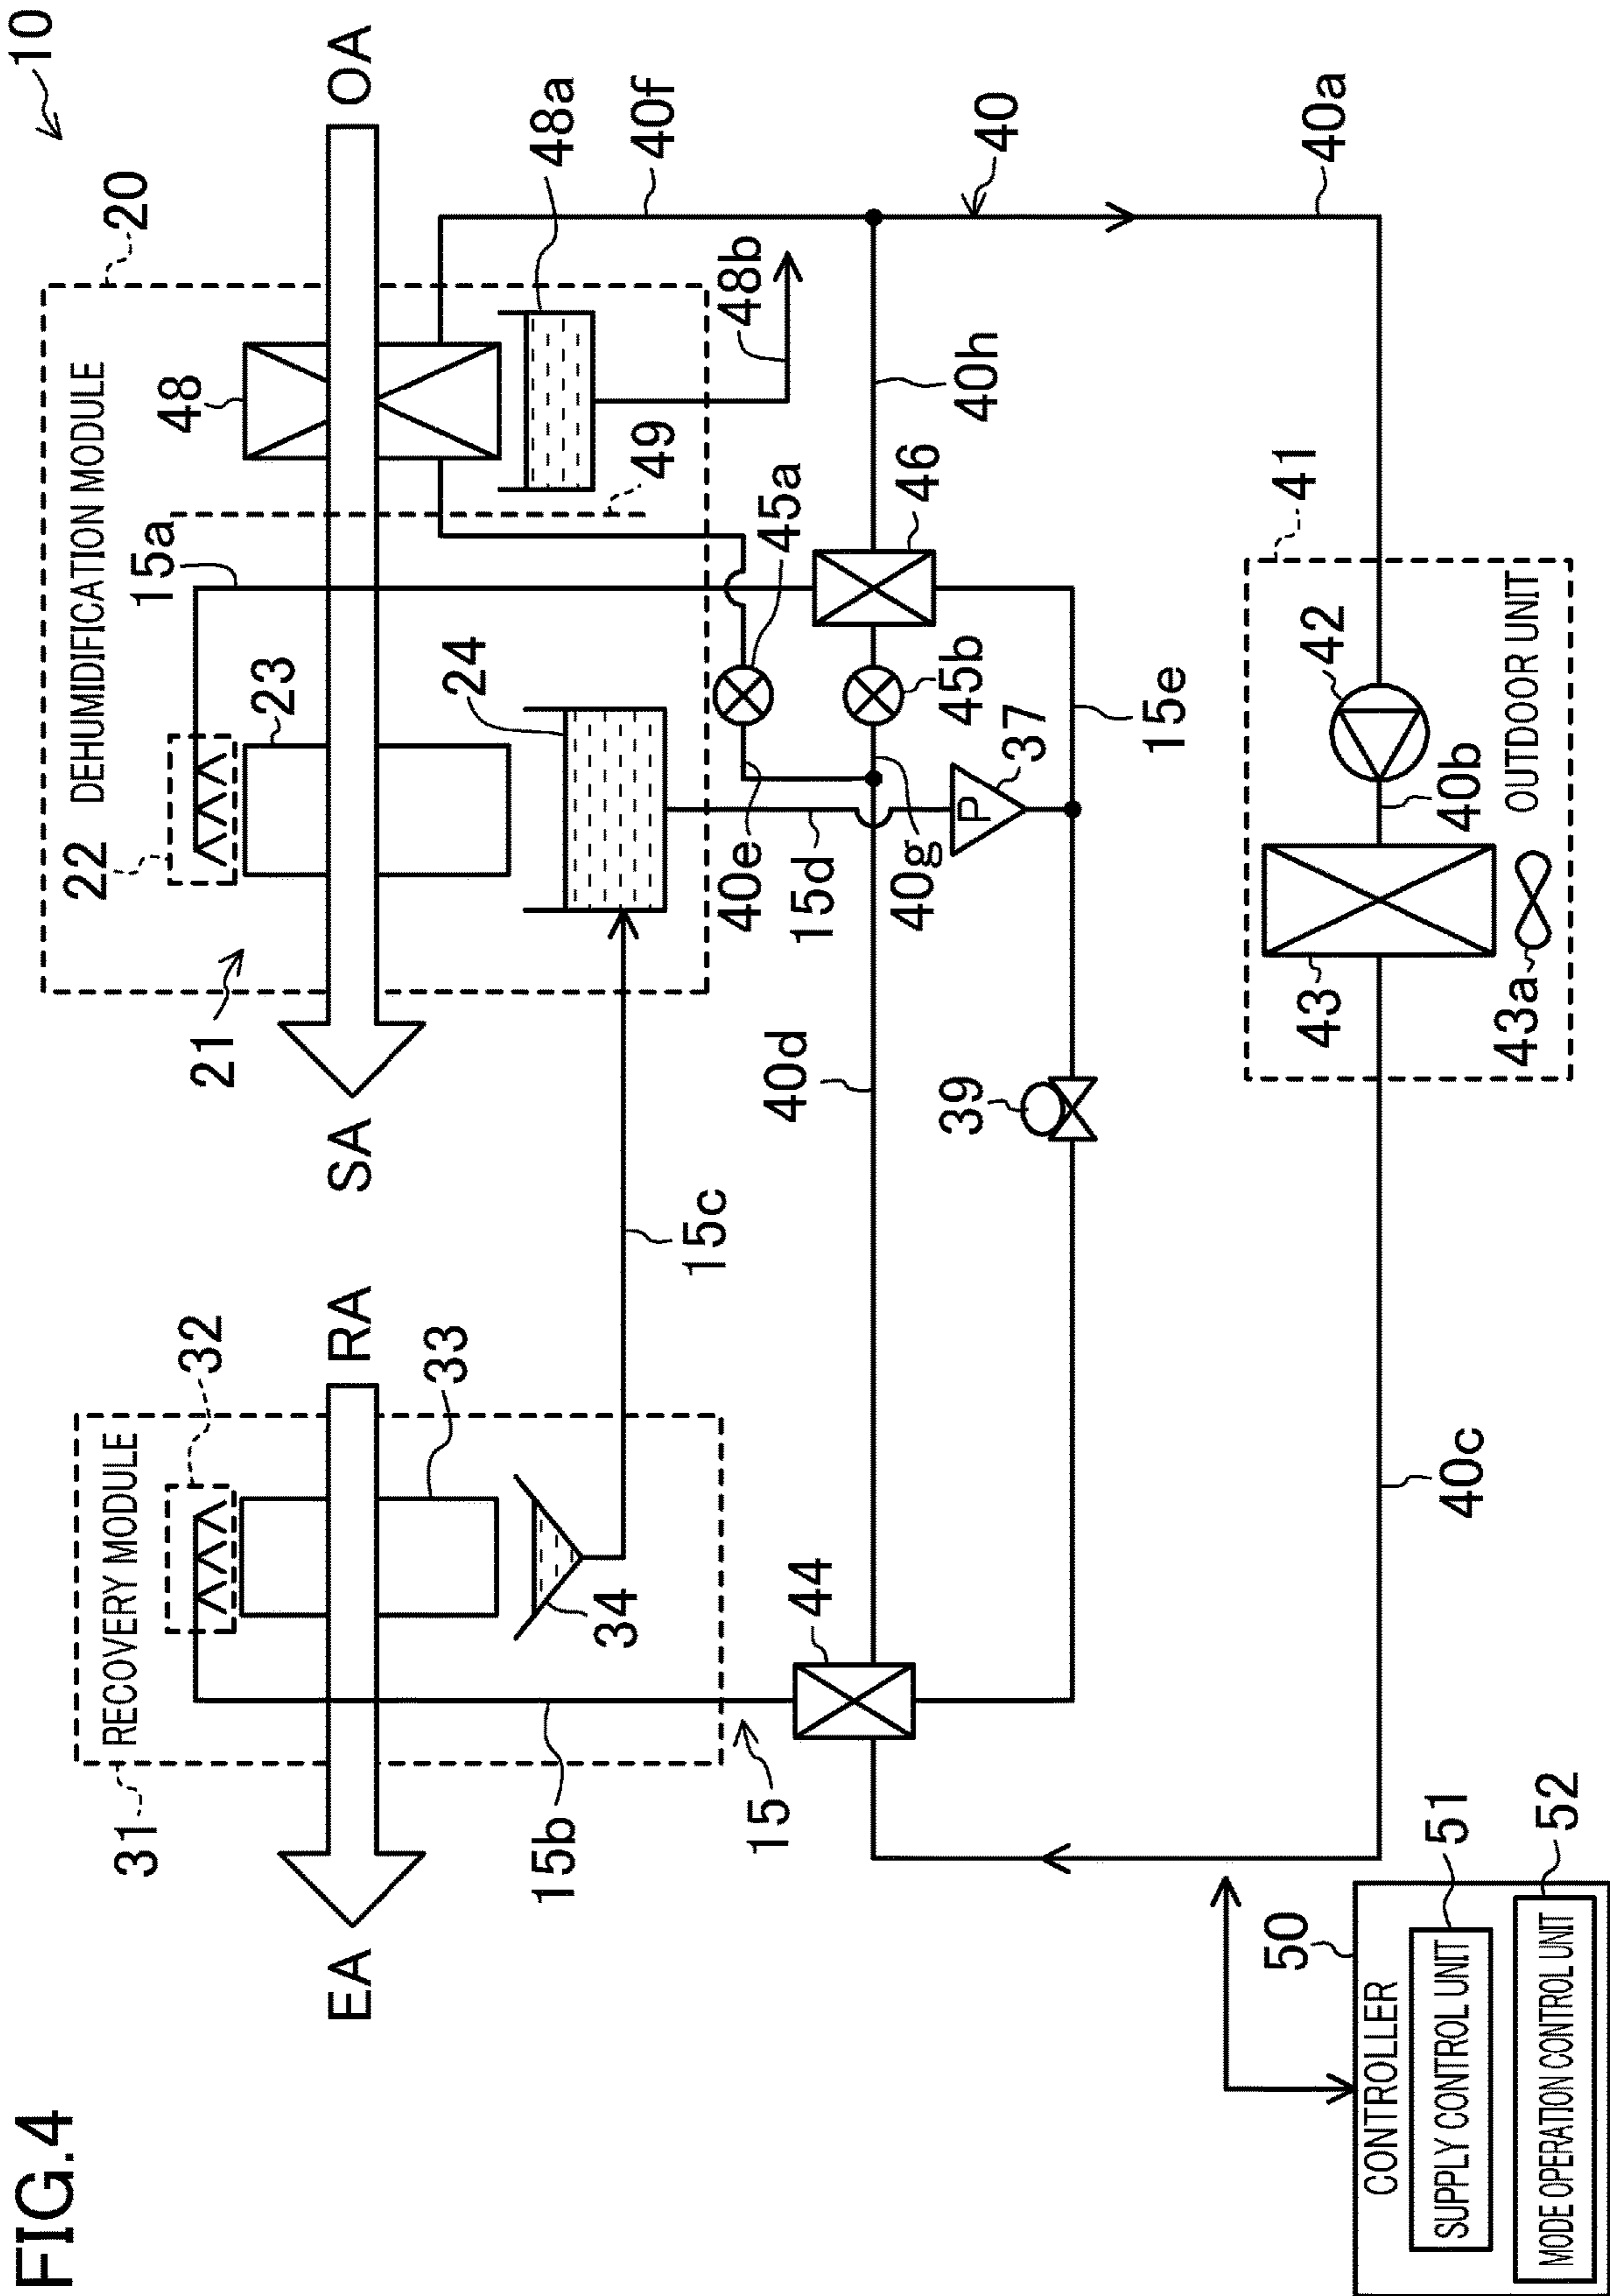 FIG.4
10
20
DEHUMIDIFICATION MODULE
OA
48
48a
48b
40f
15a
49
22
23
24
21
SA
45a
46
40h
40
40a
40e
15d
40g
45b
37
P
15e
41
42
40b
OUTDOOR UNIT
43
43a
31
RECOVERY MODULE
32
RA
33
34
EA
15c
40d
39
15b
15
44
40c
50
CONTROLLER
51
SUPPLY CONTROL UNIT
52
MODE OPERATION CONTROL UNIT